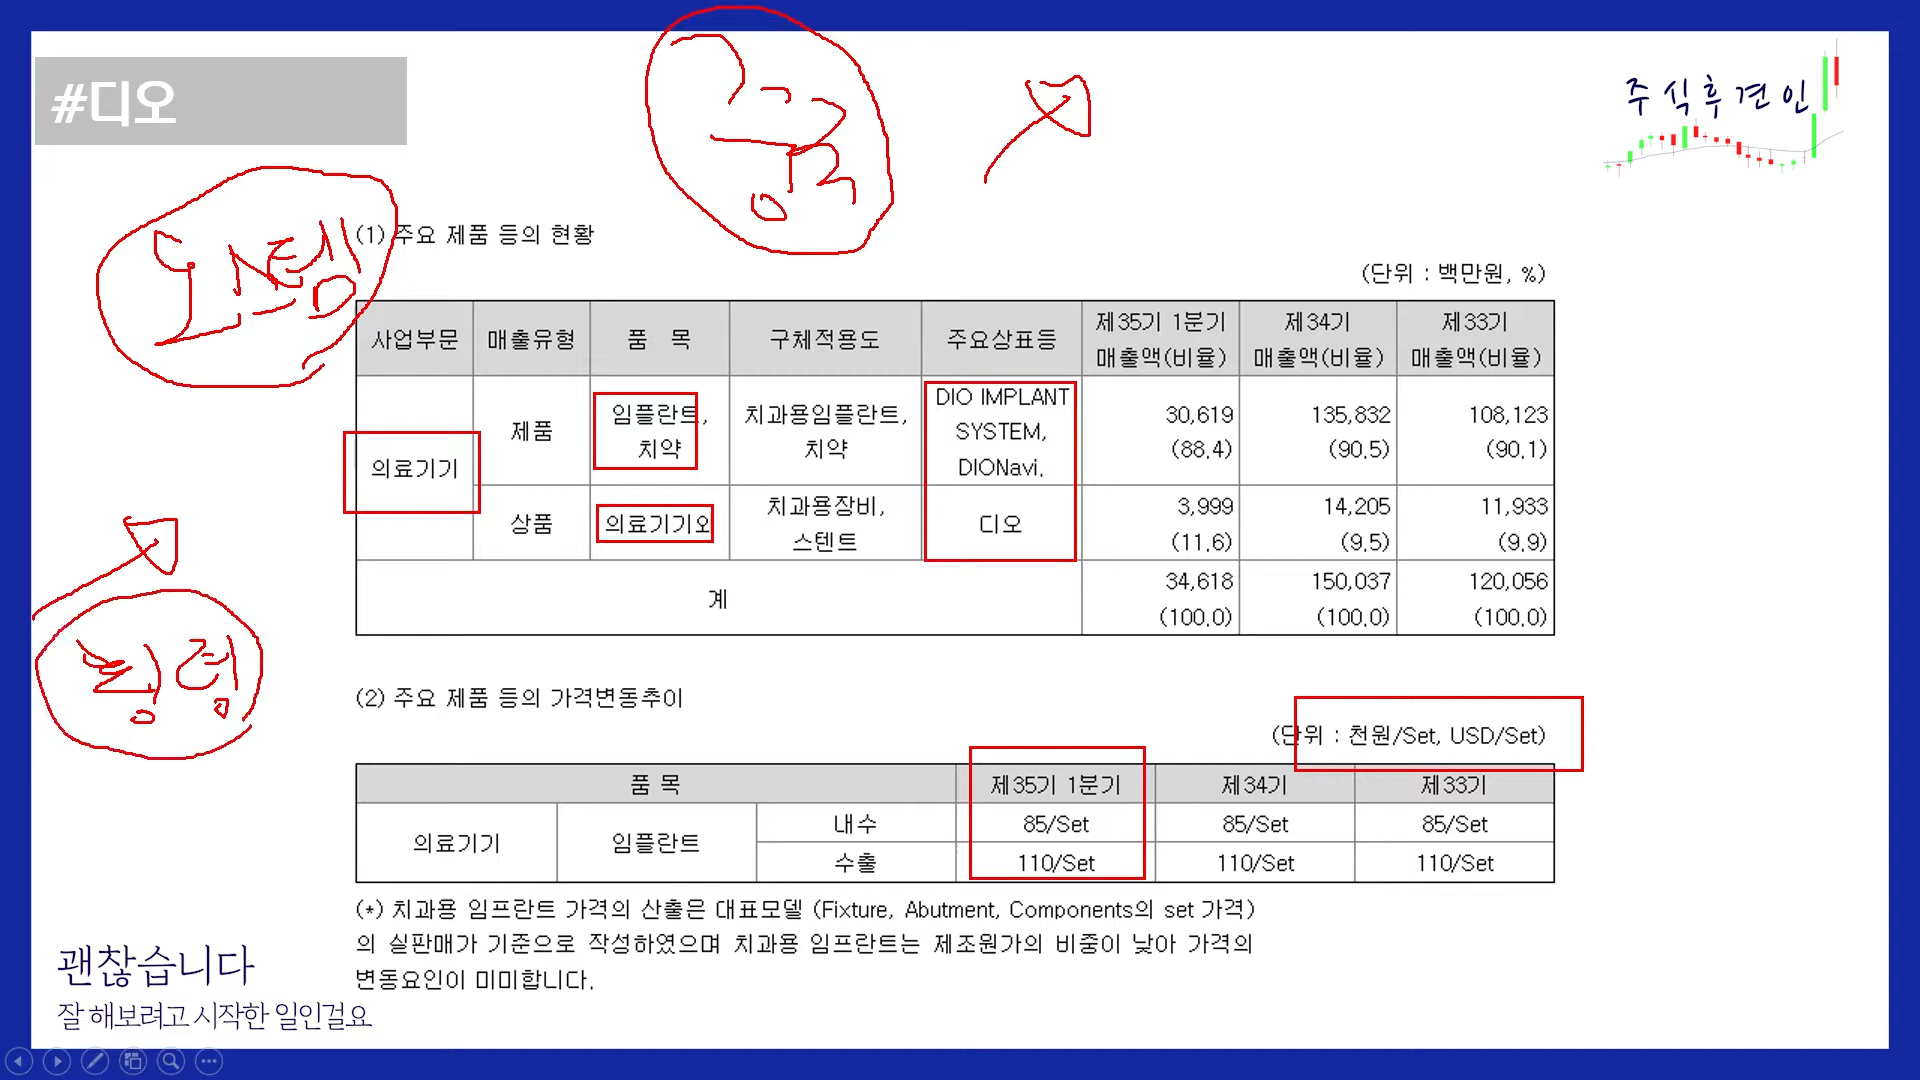 #디오
주식후견인
(1) 주요 제품 등의 현황
(단위 : 백만원, %)
사업부문 매출유형 품 목 구체적용도 주요상표등 제35기 1분기 매출액(비율) 제34기 매출액(비율) 제33기 매출액(비율)
의료기기 제품 임플란트, 치약 치과용임플란트, 치약 DIO IMPLANT SYSTEM, DIONavi. 30,619 (88.4) 135,832 (90.5) 108,123 (90.1)
상품 의료기기외 치과용장비, 스텐트 디오 3,999 (11.6) 14,205 (9.5) 11,933 (9.9)
계 34,618 (100.0) 150,037 (100.0) 120,056 (100.0)
(2) 주요 제품 등의 가격변동추이
(단위 : 천원/Set, USD/Set)
품 목 제35기 1분기 제34기 제33기
의료기기 임플란트 내수 85/Set 85/Set 85/Set
수출 110/Set 110/Set 110/Set
(*) 치과용 임프란트 가격의 산출은 대표모델 (Fixture, Abutment, Components의 set 가격)
의 실판매가 기준으로 작성하였으며 치과용 임프란트는 제조원가의 비중이 낮아 가격의
변동요인이 미미합니다.
괜찮습니다
잘 해보려고 시작한 일인걸요